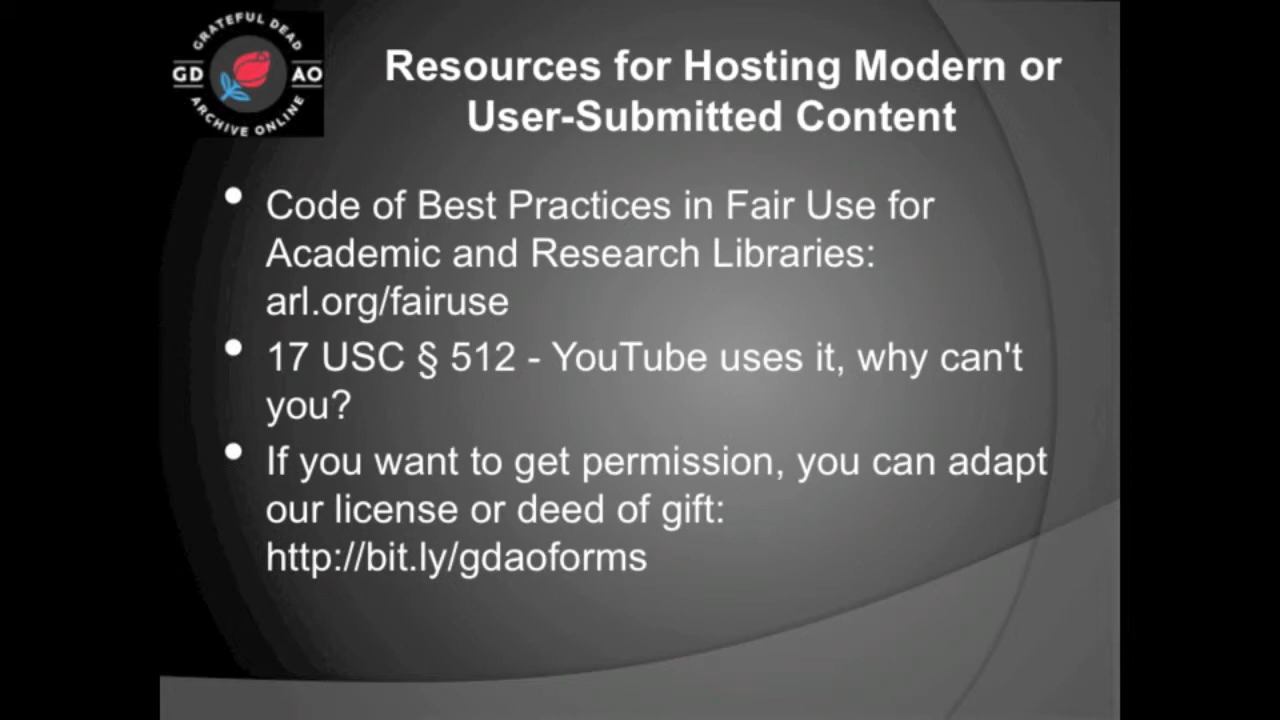 GRATEFUL DEAD
GD AO
ARCHIVE ONLINE
Resources for Hosting Modern or
User-Submitted Content
• Code of Best Practices in Fair Use for
Academic and Research Libraries:
arl.org/fairuse
• 17 USC § 512 - YouTube uses it, why can't
you?
• If you want to get permission, you can adapt
our license or deed of gift:
http://bit.ly/gdaoforms